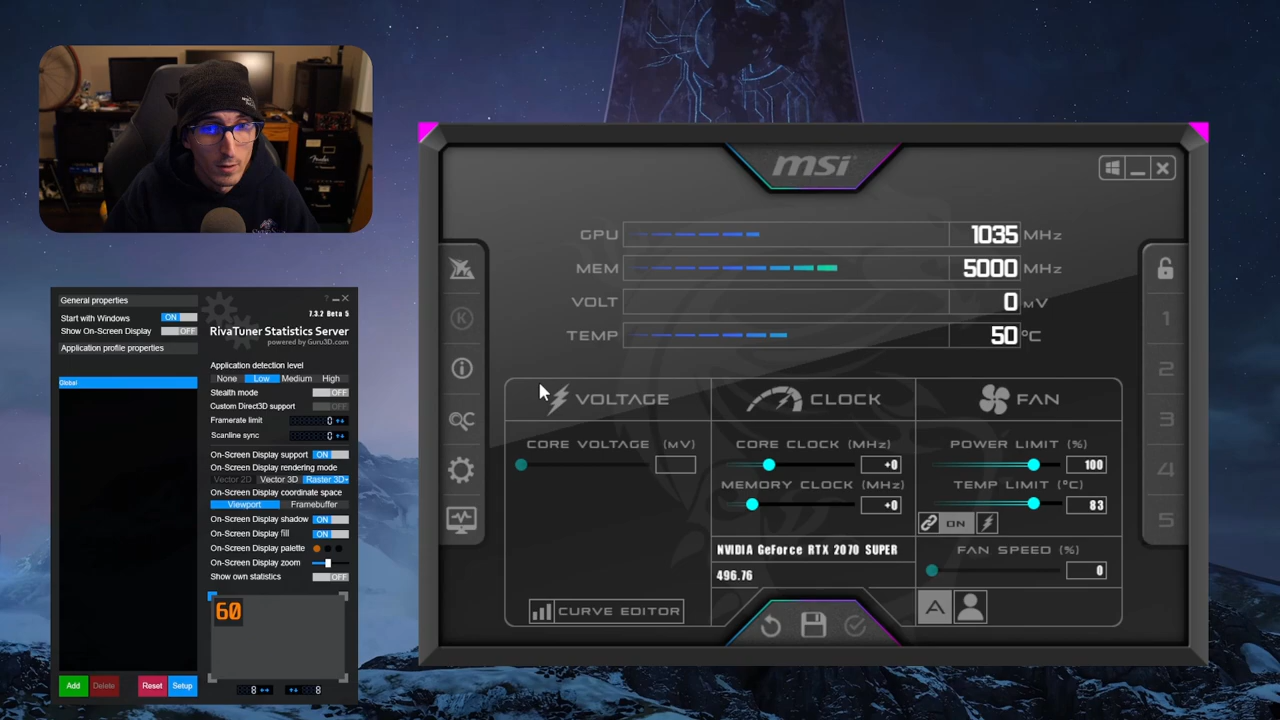 msi
GPU 1035 MHz
MEM 5000 MHz
VOLT 0 mV
TEMP 50 °C
VOLTAGE
CORE VOLTAGE (MV)
CURVE EDITOR
CLOCK
CORE CLOCK (MHz) +0
MEMORY CLOCK (MHz) +0
NVIDIA GeForce RTX 2070 SUPER
496.76
FAN
POWER LIMIT (%) 100
TEMP LIMIT (°C) 83
ON
FAN SPEED (%) 0
A
K
OC
1
2
3
4
5
General properties
Start with Windows ON
Show On-Screen Display OFF
Application profile properties
Global
Add Delete Reset Setup
?
7.3.2 Beta 5
RivaTuner Statistics Server
powered by Guru3D.com
Application detection level
None Low Medium High
Stealth mode OFF
Custom Direct3D support OFF
Framerate limit 0
Scanline sync 0
On-Screen Display support ON
On-Screen Display rendering mode
Vector 2D Vector 3D Raster 3D
On-Screen Display coordinate space
Viewport Framebuffer
On-Screen Display shadow ON
On-Screen Display fill ON
On-Screen Display palette
On-Screen Display zoom
Show own statistics OFF
60
8 8